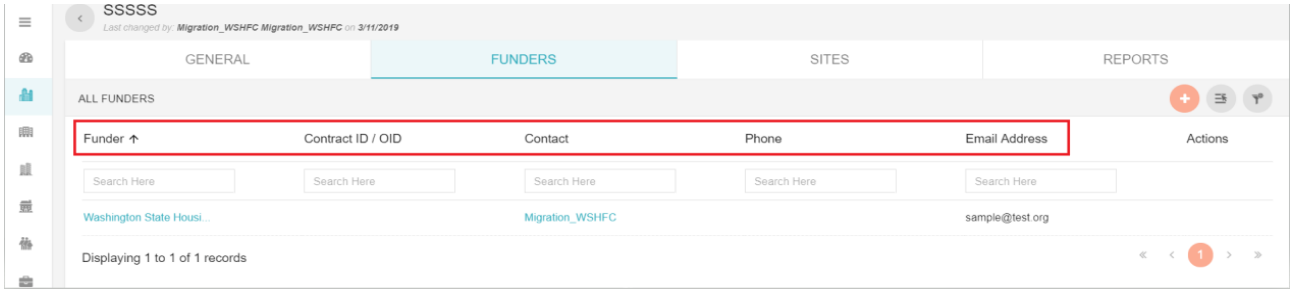 SSSSS
Last changed by: Migration_WSHFC Migration_WSHFC on 3/11/2019
GENERAL FUNDERS SITES REPORTS
ALL FUNDERS
Funder Contract ID / OID Contact Phone Email Address Actions
Search Here Search Here Search Here Search Here Search Here
Washington State Housi... Migration_WSHFC sample@test.org
Displaying 1 to 1 of 1 records « < 1 > »